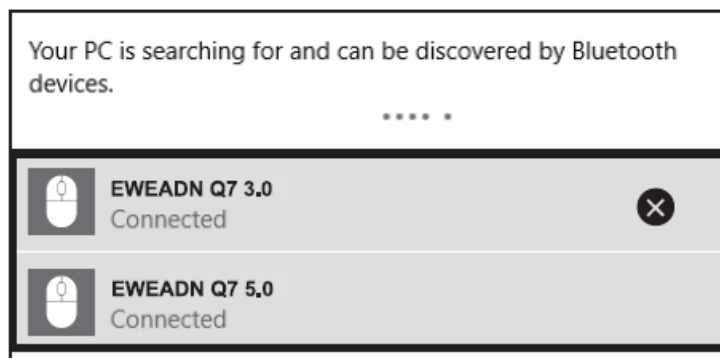 Your PC is searching for and can be discovered by Bluetooth
devices.
EWEADN Q7 3.0
Connected
EWEADN Q7 5.0
Connected